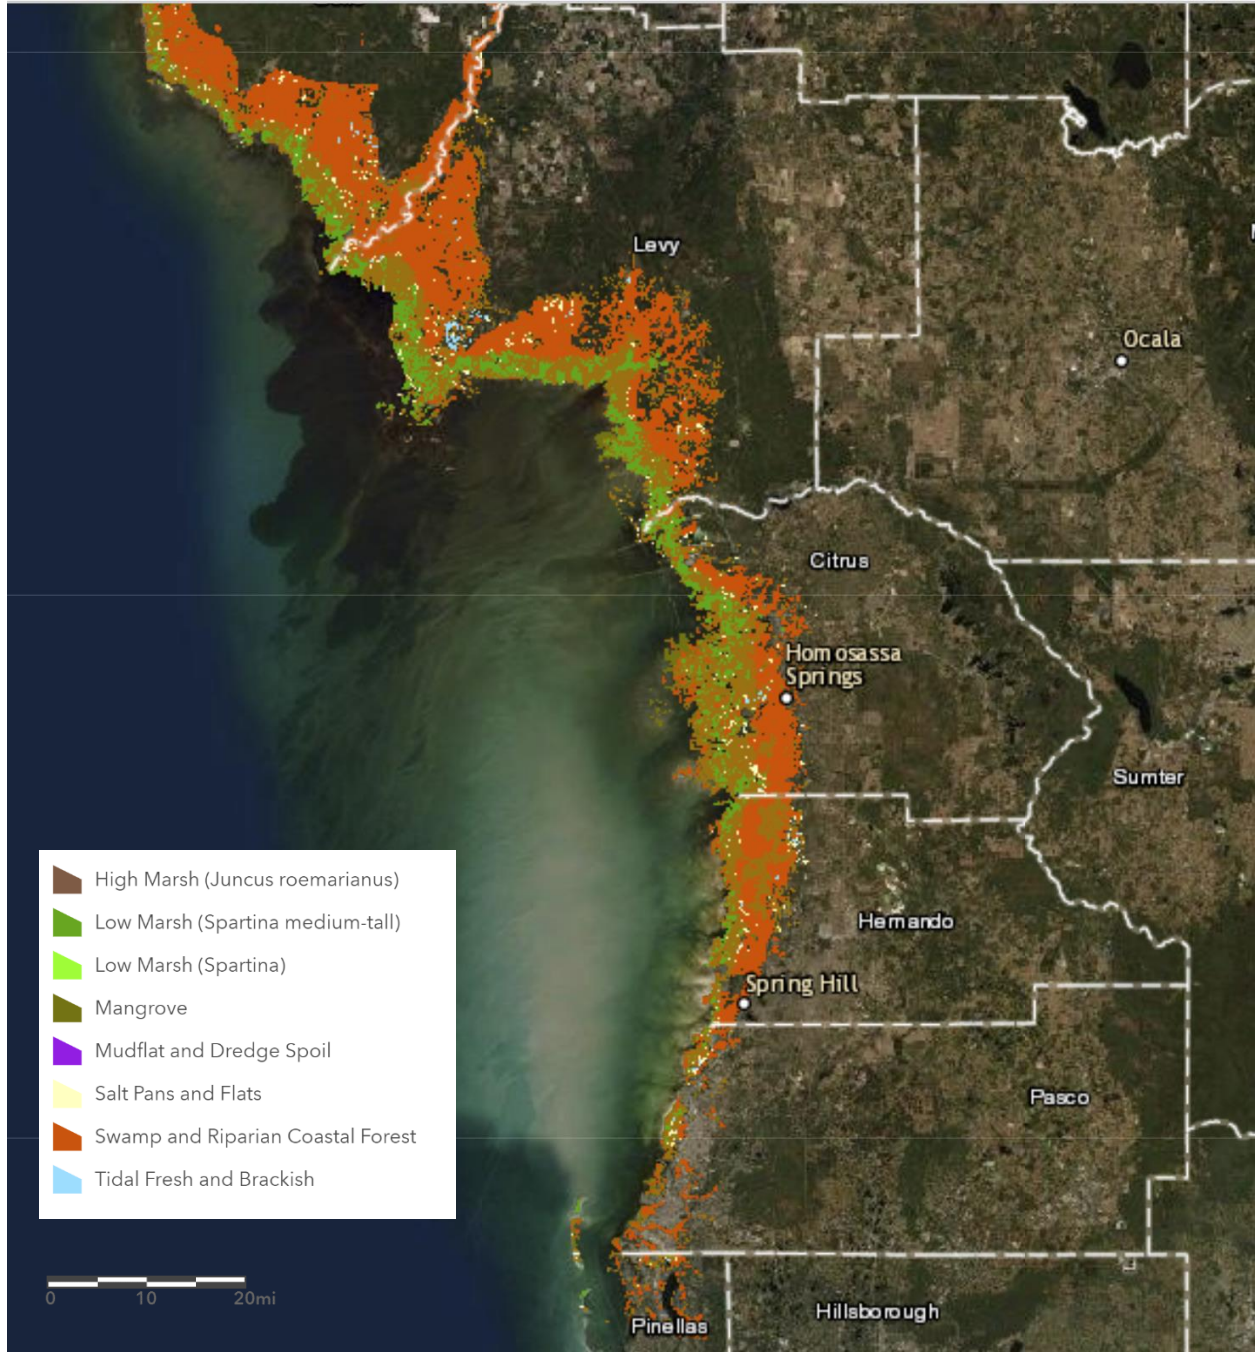 Levy
Ocala
Citrus
Homosassa
Springs
Sumter
Hernando
Spring Hill
Pasco
Hillsborough
Pinellas
High Marsh (Juncus roemarianus)
Low Marsh (Spartina medium-tall)
Low Marsh (Spartina)
Mangrove
Mudflat and Dredge Spoil
Salt Pans and Flats
Swamp and Riparian Coastal Forest
Tidal Fresh and Brackish
0 10 20mi